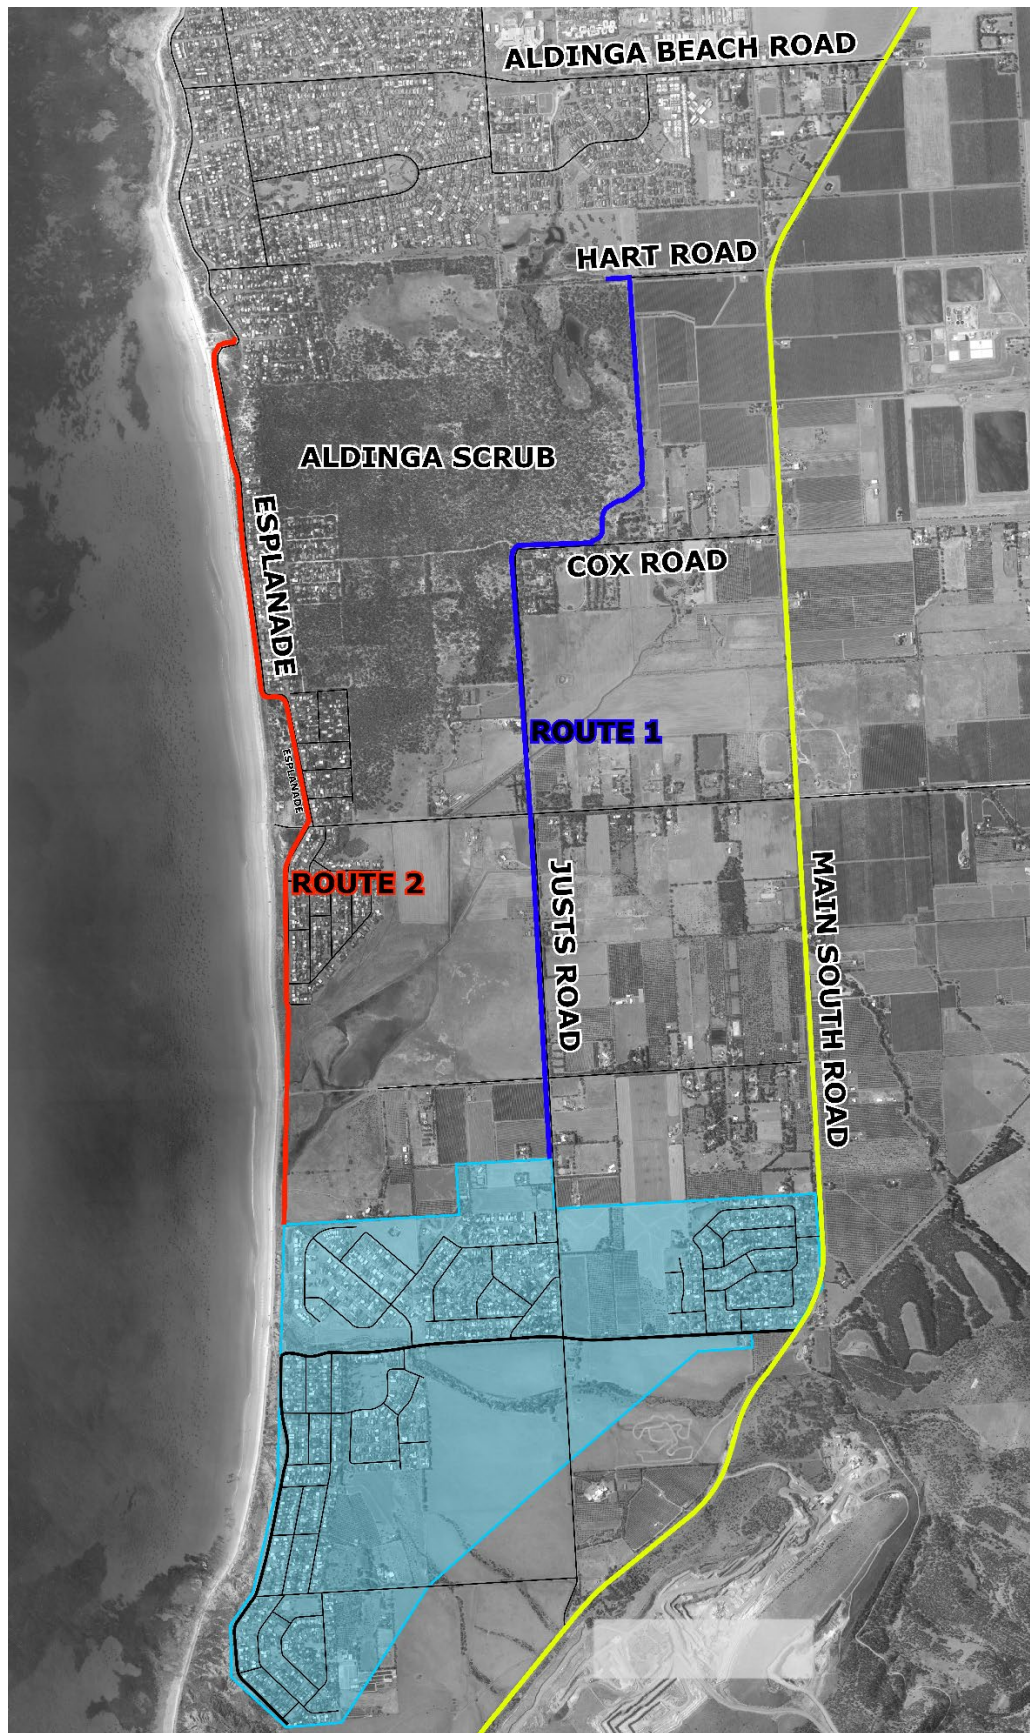 ALDINGA BEACH ROAD
HART ROAD
ALDINGA SCRUB
ESPLANADE
COX ROAD
ROUTE 1
ESPLANADE
ROUTE 2
JUSTS ROAD
MAIN SOUTH ROAD